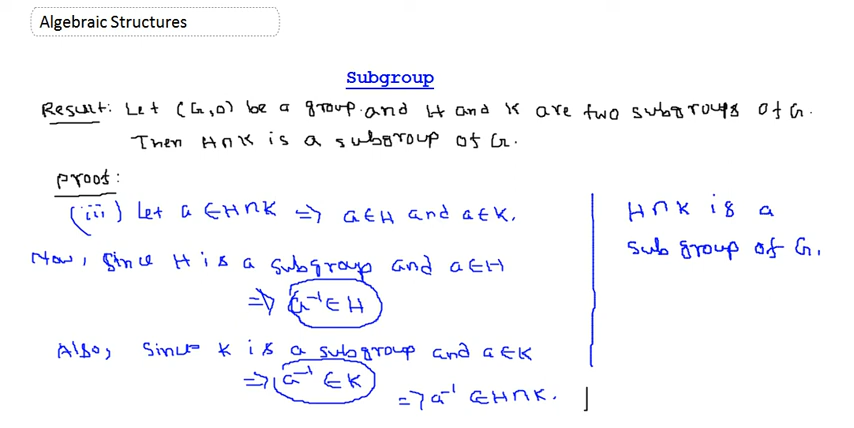 Algebraic Structures
Subgroup
Result: Let (G, o) be a group and H and K are two subgroups of G.
Then H∩K is a subgroup of G.
Proof:
(iii) Let a ∈ H∩K ⇒ a ∈ H and a ∈ K.
Now, since H is a subgroup and a ∈ H
⇒ a⁻¹ ∈ H
Also, since K is a subgroup and a ∈ K
⇒ a⁻¹ ∈ K
⇒ a⁻¹ ∈ H∩K.
H∩K is a
subgroup of G.